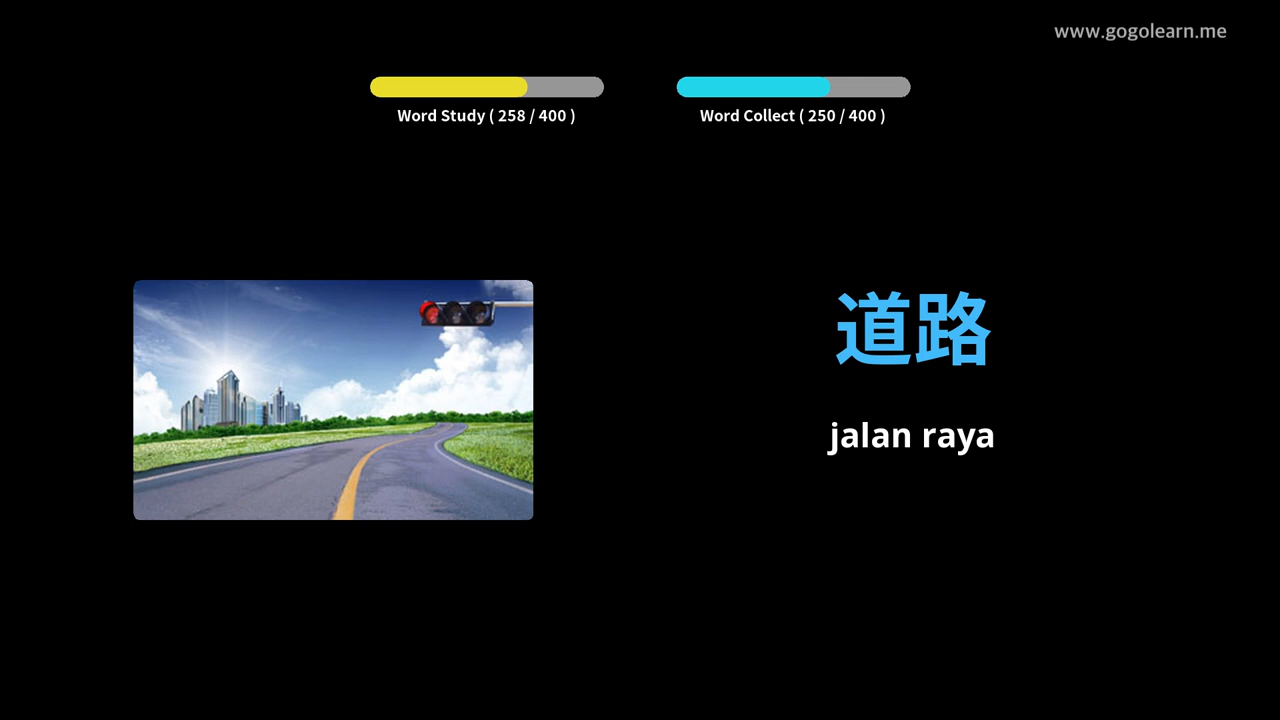 www.gogolearn.me
Word Study ( 258 / 400 )
Word Collect ( 250 / 400 )
道路
jalan raya